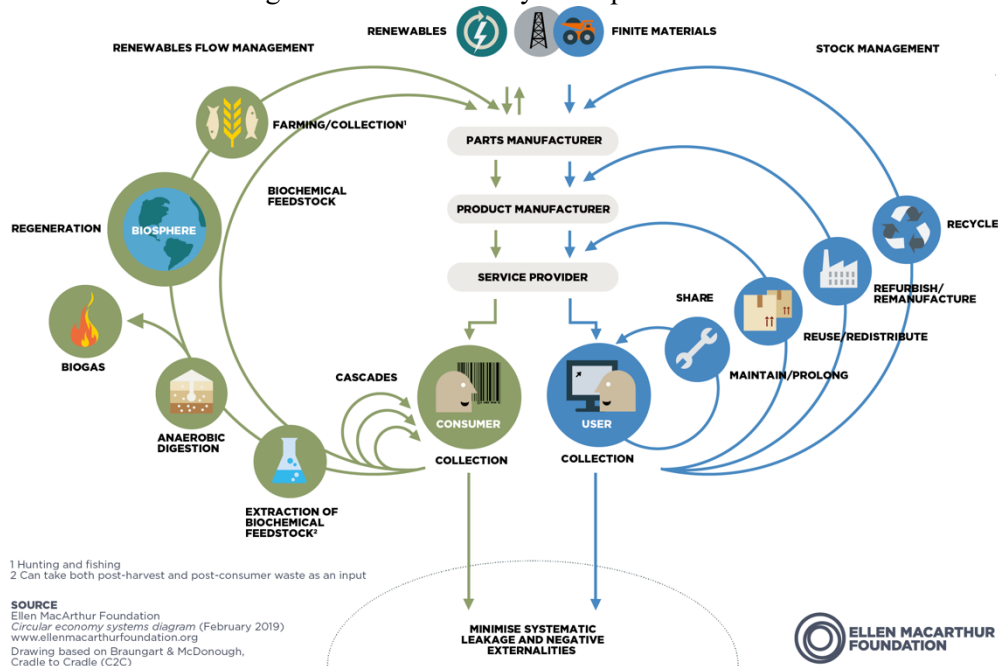 RENEWABLES
FINITE MATERIALS
RENEWABLES FLOW MANAGEMENT
STOCK MANAGEMENT
FARMING/COLLECTION¹
PARTS MANUFACTURER
BIOCHEMICAL
FEEDSTOCK
PRODUCT MANUFACTURER
REGENERATION
BIOSPHERE
RECYCLE
SERVICE PROVIDER
REFURBISH/
REMANUFACTURE
SHARE
REUSE/REDISTRIBUTE
BIOGAS
MAINTAIN/PROLONG
CASCADES
CONSUMER
USER
ANAEROBIC
DIGESTION
COLLECTION
COLLECTION
EXTRACTION OF
BIOCHEMICAL
FEEDSTOCK²
1 Hunting and fishing
2 Can take both post-harvest and post-consumer waste as an input
SOURCE
Ellen MacArthur Foundation
Circular economy systems diagram (February 2019)
www.ellenmacarthurfoundation.org
Drawing based on Braungart & McDonough,
Cradle to Cradle (C2C)
MINIMISE SYSTEMATIC
LEAKAGE AND NEGATIVE
EXTERNALITIES
ELLEN MACARTHUR
FOUNDATION